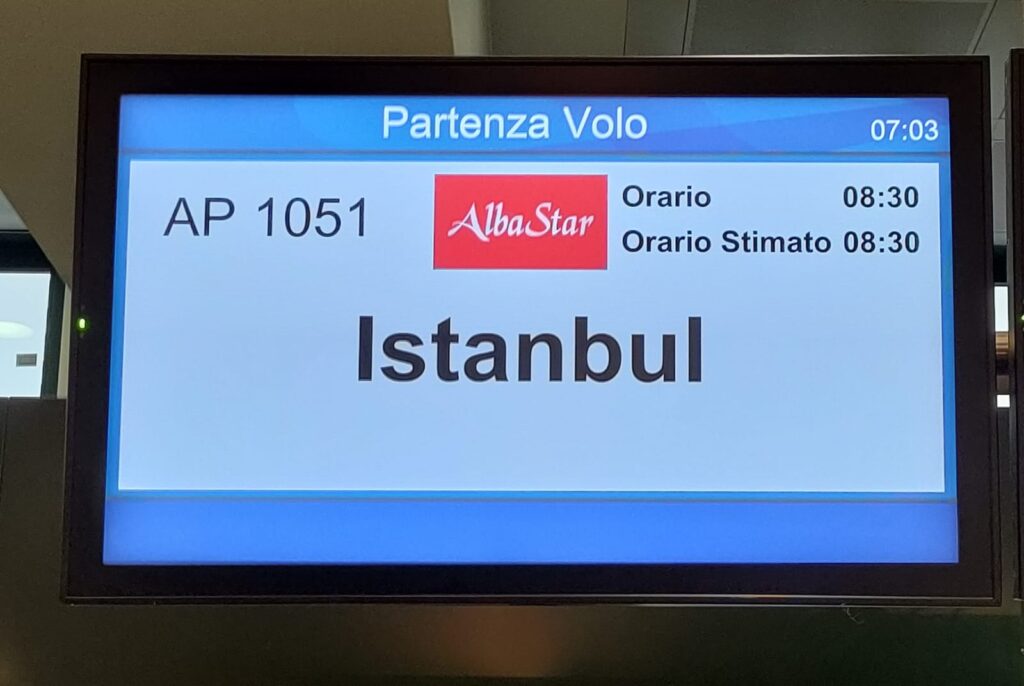 Partenza Volo 07:03
AP 1051
AlbaStar
Orario 08:30
Orario Stimato 08:30
Istanbul